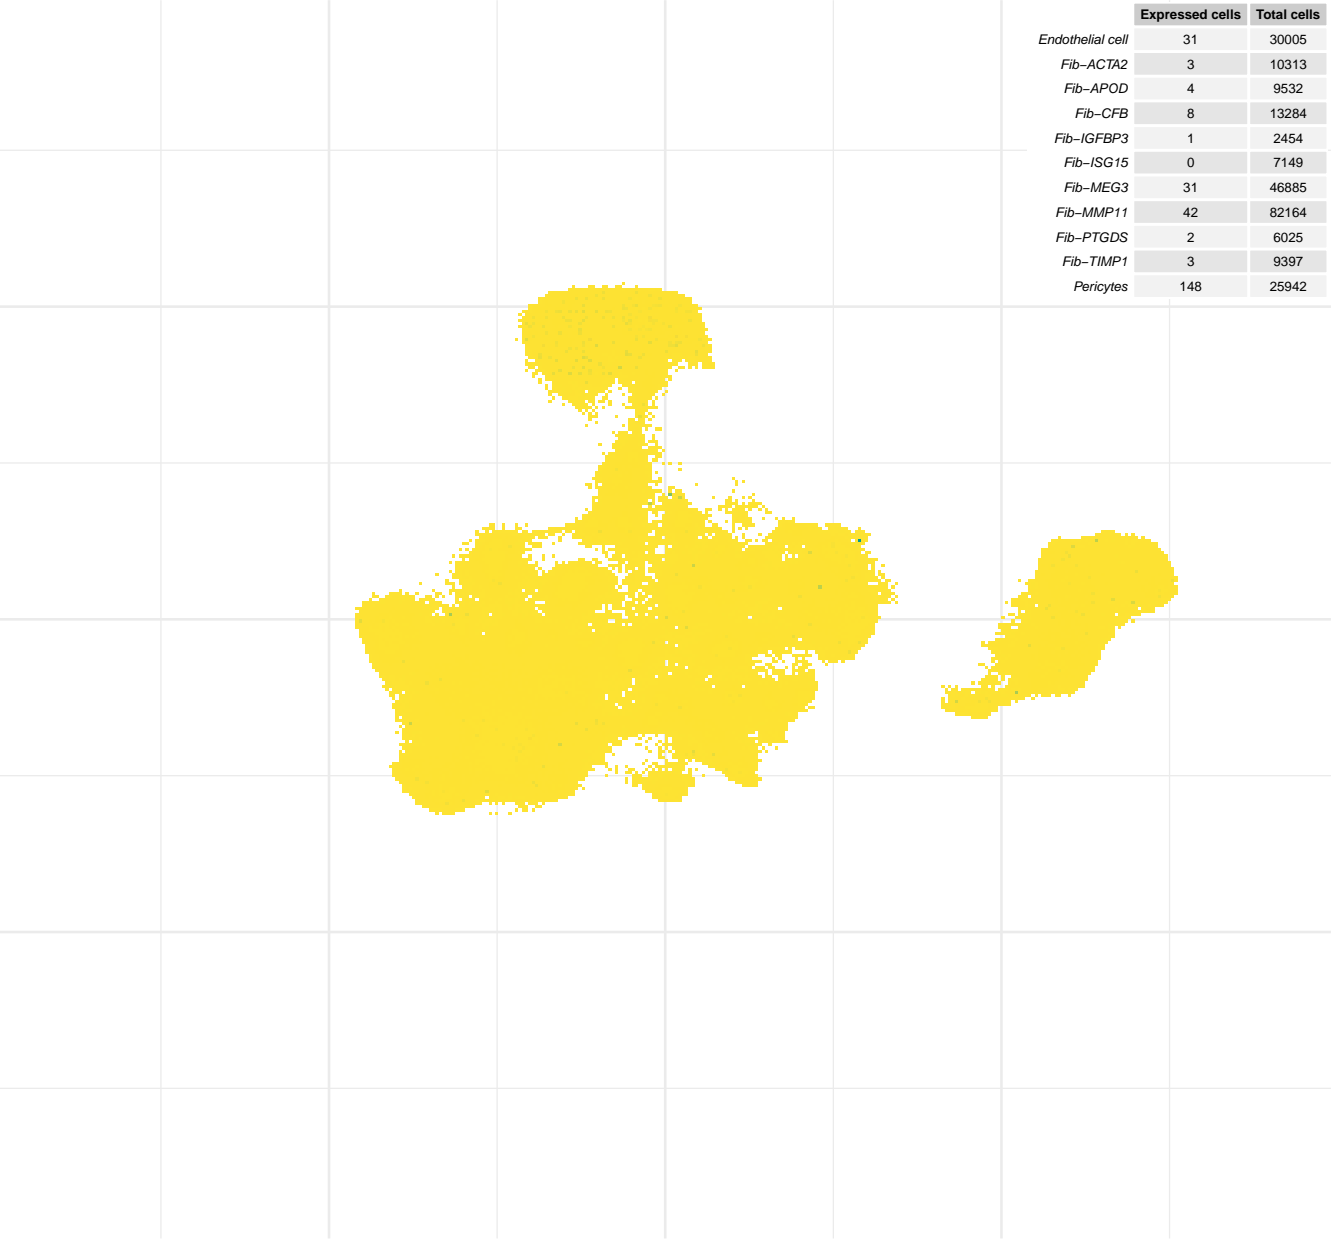 Expressed cells Total cells
Endothelial cell 31 30005
Fib−ACTA2 3 10313
Fib−APOD 4 9532
Fib−CFB 8 13284
Fib−IGFBP3 1 2454
Fib−ISG15 0 7149
Fib−MEG3 31 46885
Fib−MMP11 42 82164
Fib−PTGDS 2 6025
Fib−TIMP1 3 9397
Pericytes 148 25942